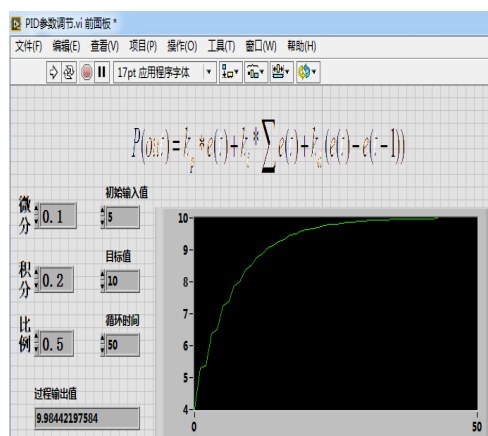 PID参数调节.vi 前面板 *
文件(F) 编辑(E) 查看(V) 项目(P) 操作(O) 工具(T) 窗口(W) 帮助(H)
17pt 应用程序字体
P(out)=k_p*e(t)+k_i*∑e(t)+k_d(e(t)-e(t-1))
微分 0.1
初始输入值
5
积分 0.2
目标值
10
比例 0.5
循环时间
50
过程输出值
9.98442197584
10
9
8
7
6
5
4
0 50